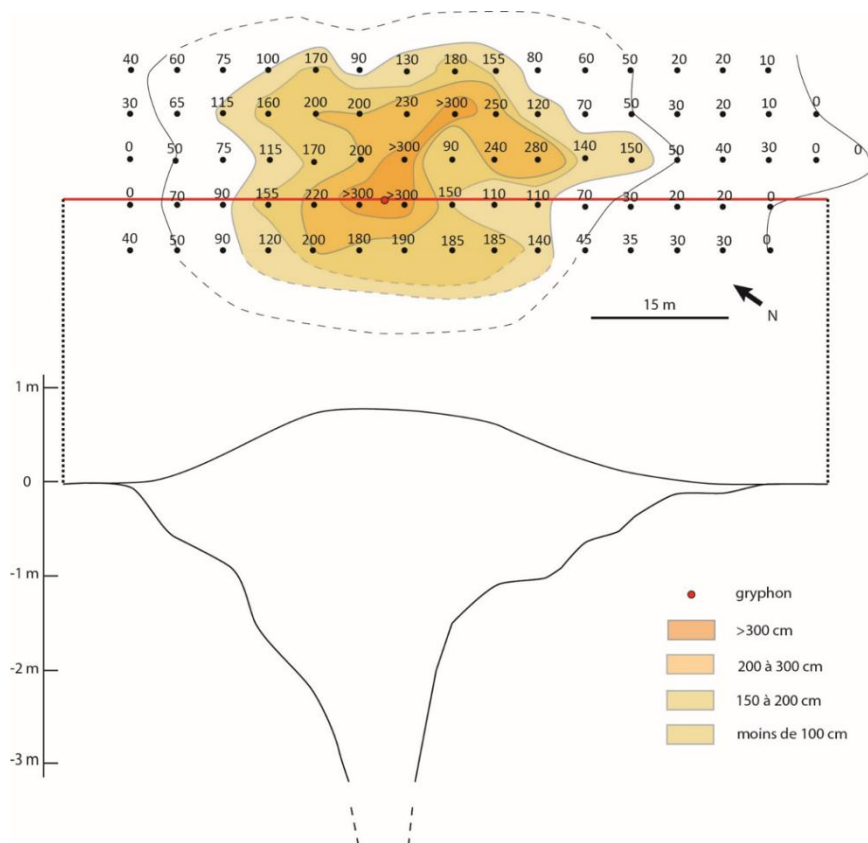 40 60 75 100 170 90 130 180 155 80 60 50 20 20 10
30 65 115 160 200 200 230 >300 250 120 70 50 30 20 10 0
0 50 75 115 170 200 >300 90 240 280 140 150 50 40 30 0 0
0 70 90 155 220 >300 >300 150 110 110 70 30 20 20 0
40 50 90 120 200 180 190 185 185 140 45 35 30 30 0
15 m
N
1 m
0
-1 m
-2 m
-3 m
gryphon
>300 cm
200 à 300 cm
150 à 200 cm
moins de 100 cm